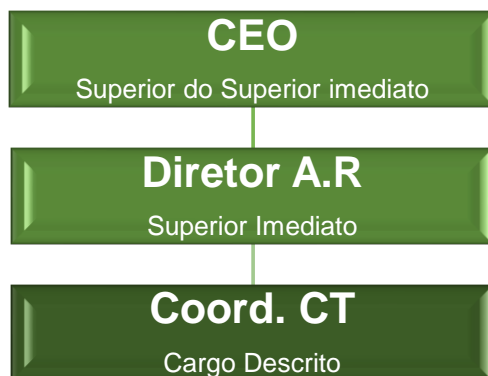 CEO
Superior do Superior imediato
Diretor A.R
Superior Imediato
Coord. CT
Cargo Descrito